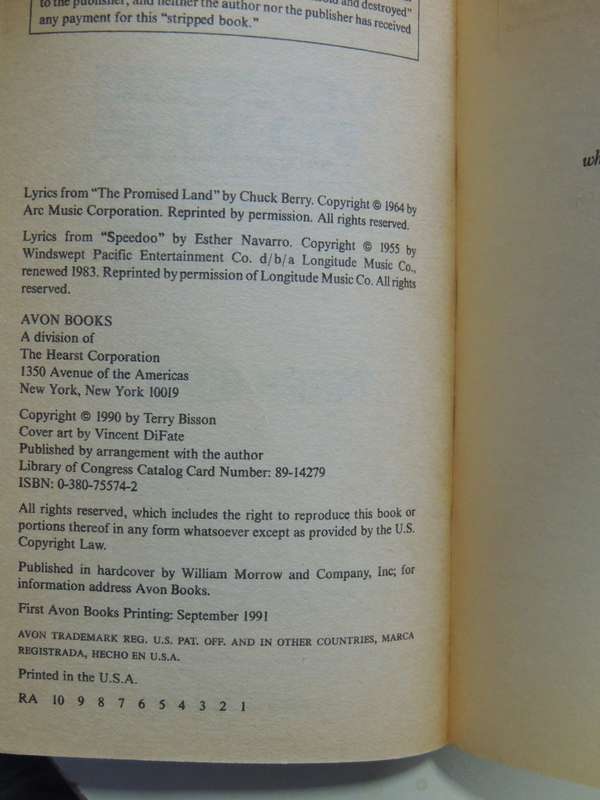 old and destroyed"
to the publisher, and neither the author nor the publisher has received
any payment for this "stripped book."
Lyrics from "The Promised Land" by Chuck Berry. Copyright © 1964 by
Arc Music Corporation. Reprinted by permission. All rights reserved.
Lyrics from "Speedoo" by Esther Navarro. Copyright © 1955 by
Windswept Pacific Entertainment Co. d/b/a Longitude Music Co.,
renewed 1983. Reprinted by permission of Longitude Music Co. All rights
reserved.
AVON BOOKS
A division of
The Hearst Corporation
1350 Avenue of the Americas
New York, New York 10019
Copyright © 1990 by Terry Bisson
Cover art by Vincent DiFate
Published by arrangement with the author
Library of Congress Catalog Card Number: 89-14279
ISBN: 0-380-75574-2
All rights reserved, which includes the right to reproduce this book or
portions thereof in any form whatsoever except as provided by the U.S.
Copyright Law.
Published in hardcover by William Morrow and Company, Inc; for
information address Avon Books.
First Avon Books Printing: September 1991
AVON TRADEMARK REG. U.S. PAT. OFF. AND IN OTHER COUNTRIES, MARCA
REGISTRADA, HECHO EN U.S.A.
Printed in the U.S.A.
RA 10 9 8 7 6 5 4 3 2 1
wh